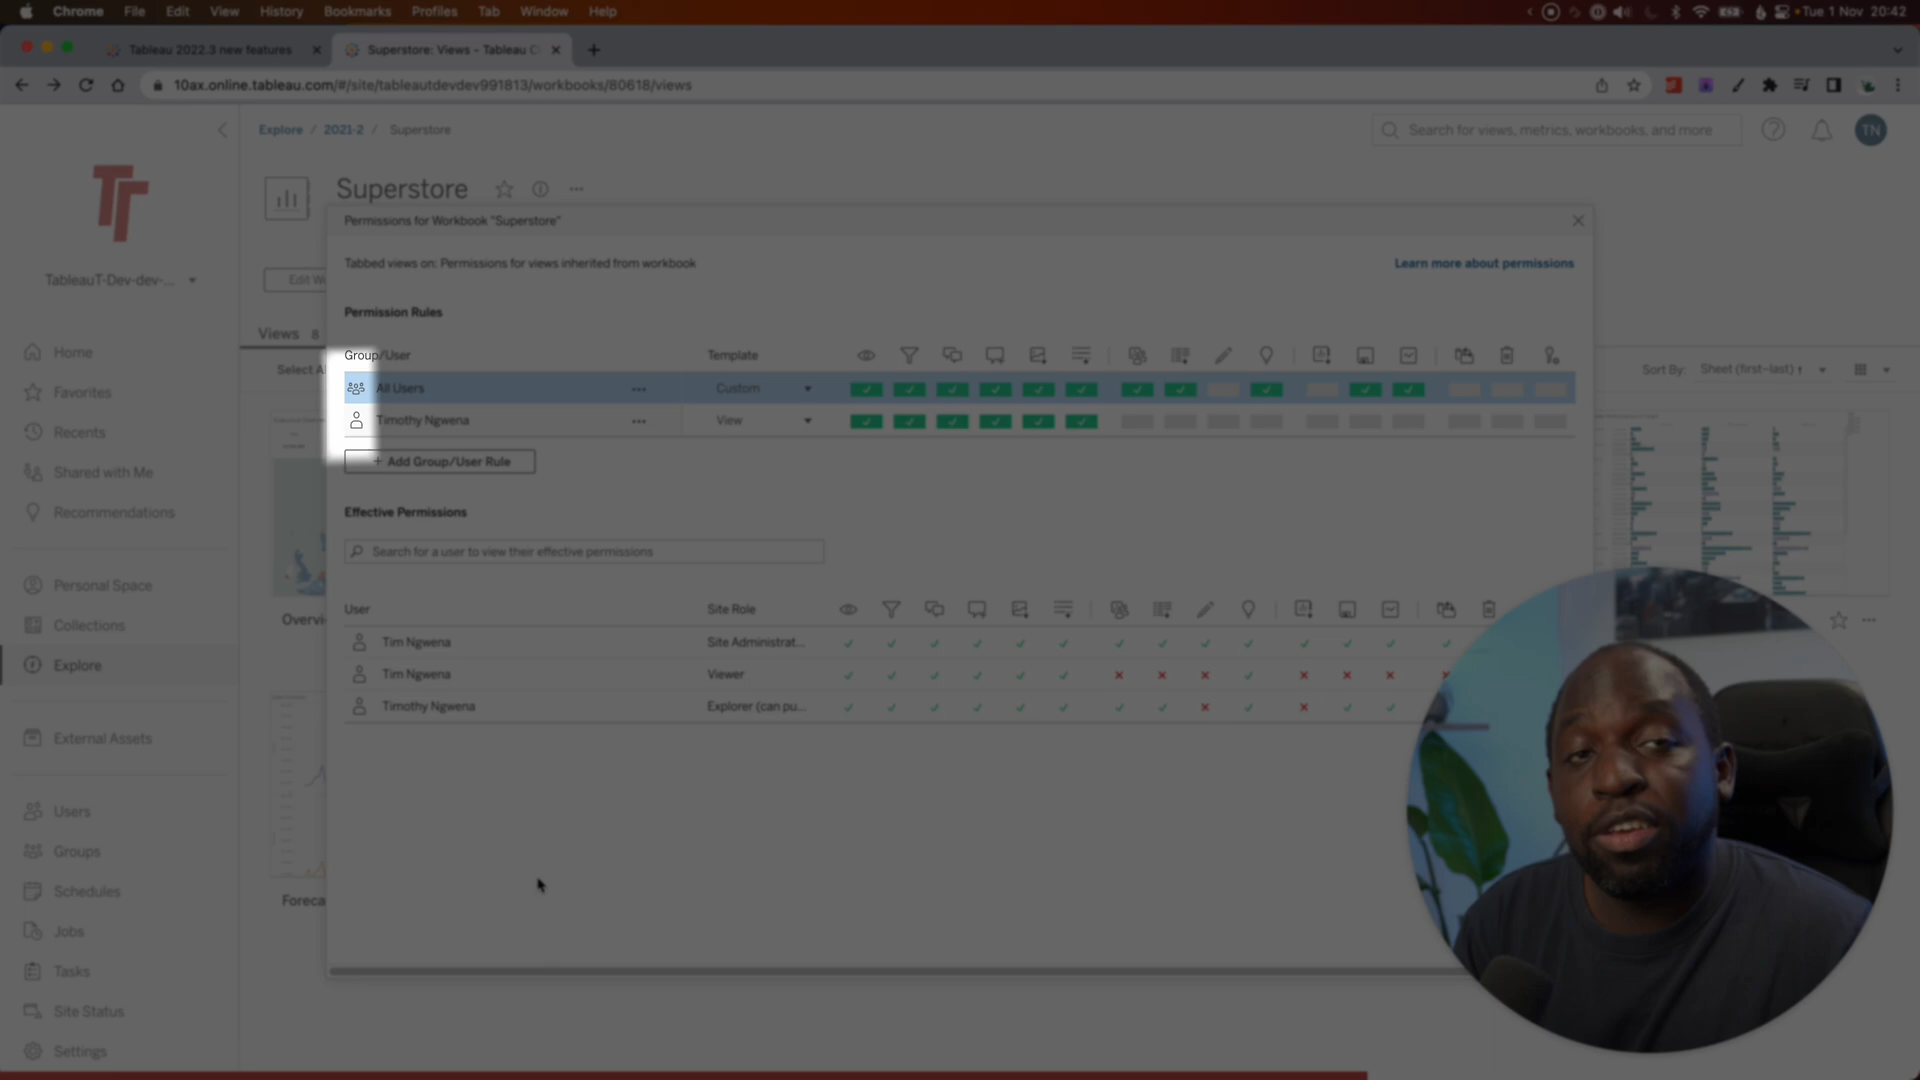 Chrome File Edit View History Bookmarks Profiles Tab Window Help
Tue 1 Nov 20:42
Tableau 2022.3 new features
Superstore: Views - Tableau C
10ax.online.tableau.com/#/site/tableautdevdev991813/workbooks/80618/views
Explore / 2021-2 / Superstore
Search for views, metrics, workbooks, and more
TN
Superstore
TableauT-Dev-dev-...
Edit W
Views 8
Select A
Sort By: Sheet (first-last)
Home
Favorites
Recents
Shared with Me
Recommendations
Personal Space
Collections
Explore
External Assets
Users
Groups
Schedules
Jobs
Tasks
Site Status
Settings
Overvi
Foreca
Permissions for Workbook "Superstore"
Tabbed views on: Permissions for views inherited from workbook
Learn more about permissions
Permission Rules
Group/User Template
All Users ... Custom
Timothy Ngwena ... View
+ Add Group/User Rule
Effective Permissions
Search for a user to view their effective permissions
User Site Role
Tim Ngwena Site Administrat...
Tim Ngwena Viewer
Timothy Ngwena Explorer (can pu...